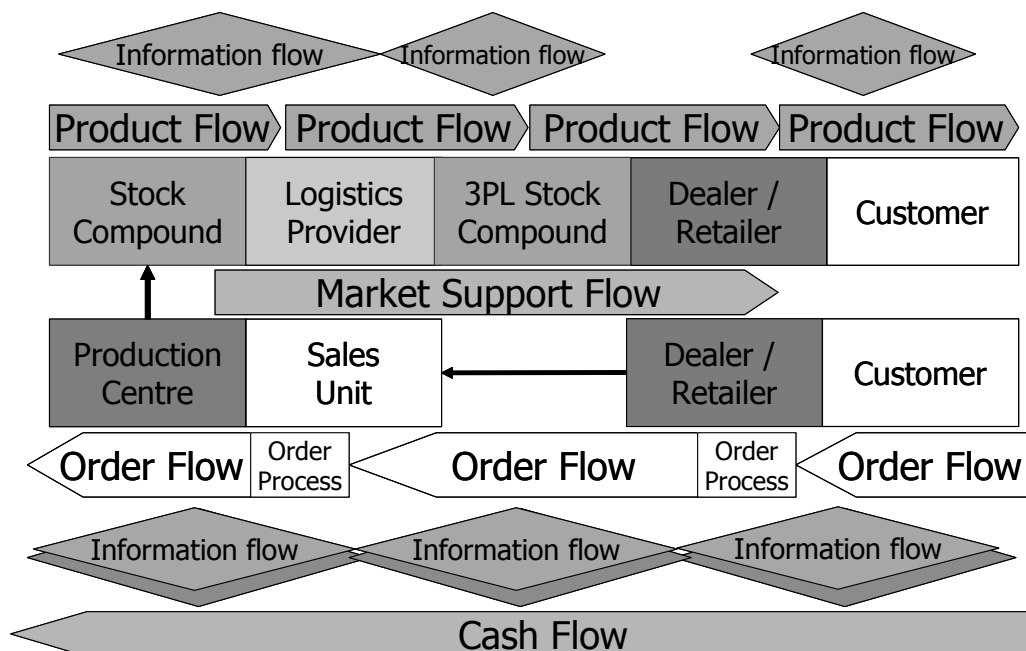 Information flow
Information flow
Information flow
Product Flow
Product Flow
Product Flow
Product Flow
Stock
Compound
Logistics
Provider
3PL Stock
Compound
Dealer /
Retailer
Customer
Market Support Flow
Production
Centre
Sales
Unit
Dealer /
Retailer
Customer
Order Flow
Order
Process
Order Flow
Order
Process
Order Flow
Information flow
Information flow
Information flow
Cash Flow